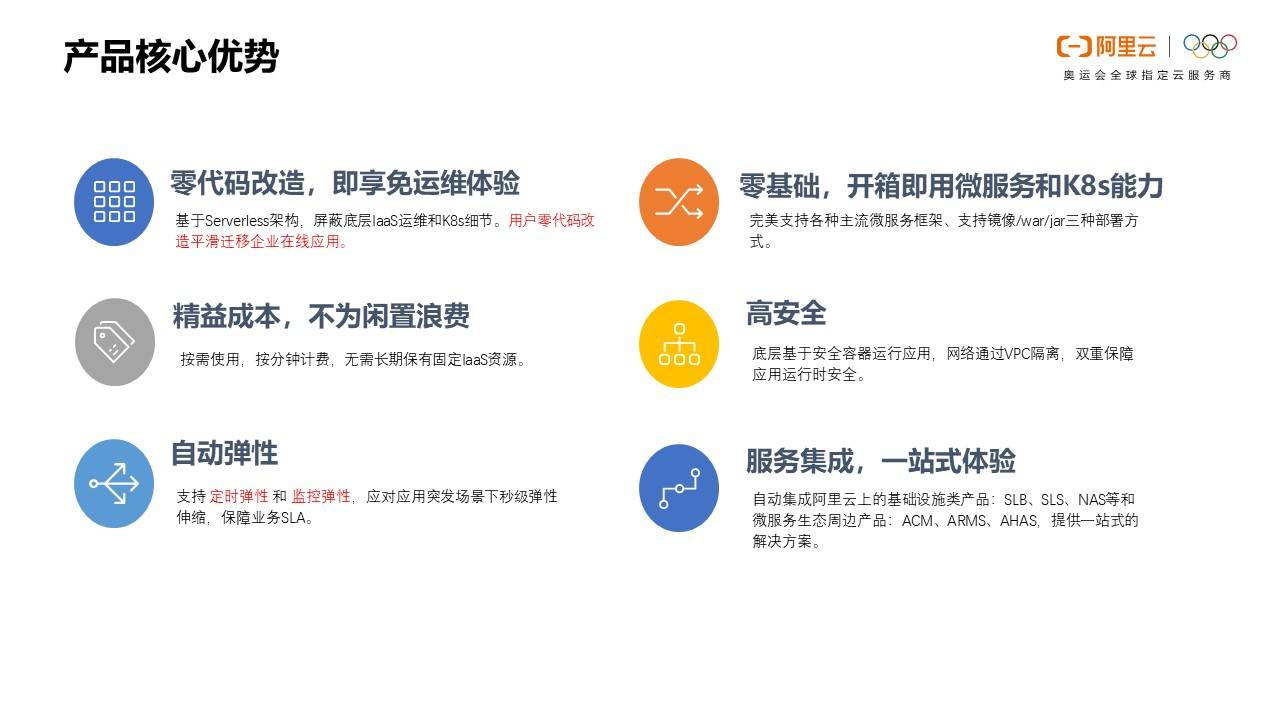 产品核心优势
阿里云
奥运会全球指定云服务商
零代码改造，即享免运维体验
基于Serverless架构，屏蔽底层IaaS运维和K8s细节。用户零代码改
造平滑迁移企业在线应用。
零基础，开箱即用微服务和K8s能力
完美支持各种主流微服务框架、支持镜像/war/jar三种部署方
式。
精益成本，不为闲置浪费
按需使用，按分钟计费，无需长期保有固定IaaS资源。
高安全
底层基于安全容器运行应用，网络通过VPC隔离，双重保障
应用运行时安全。
自动弹性
支持 定时弹性 和 监控弹性，应对应用突发场景下秒级弹性
伸缩，保障业务SLA。
服务集成，一站式体验
自动集成阿里云上的基础设施类产品：SLB、SLS、NAS等和
微服务生态周边产品：ACM、ARMS、AHAS，提供一站式的
解决方案。